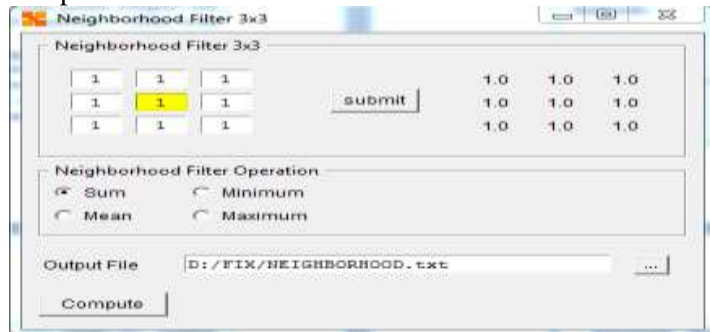 Neighborhood Filter 3x3
Neighborhood Filter 3x3
1 1 1 1.0 1.0 1.0
1 1 1 submit 1.0 1.0 1.0
1 1 1 1.0 1.0 1.0
Neighborhood Filter Operation
Sum Minimum
Mean Maximum
Output File D:/FIX/NEIGHBORHOOD.txt ...
Compute